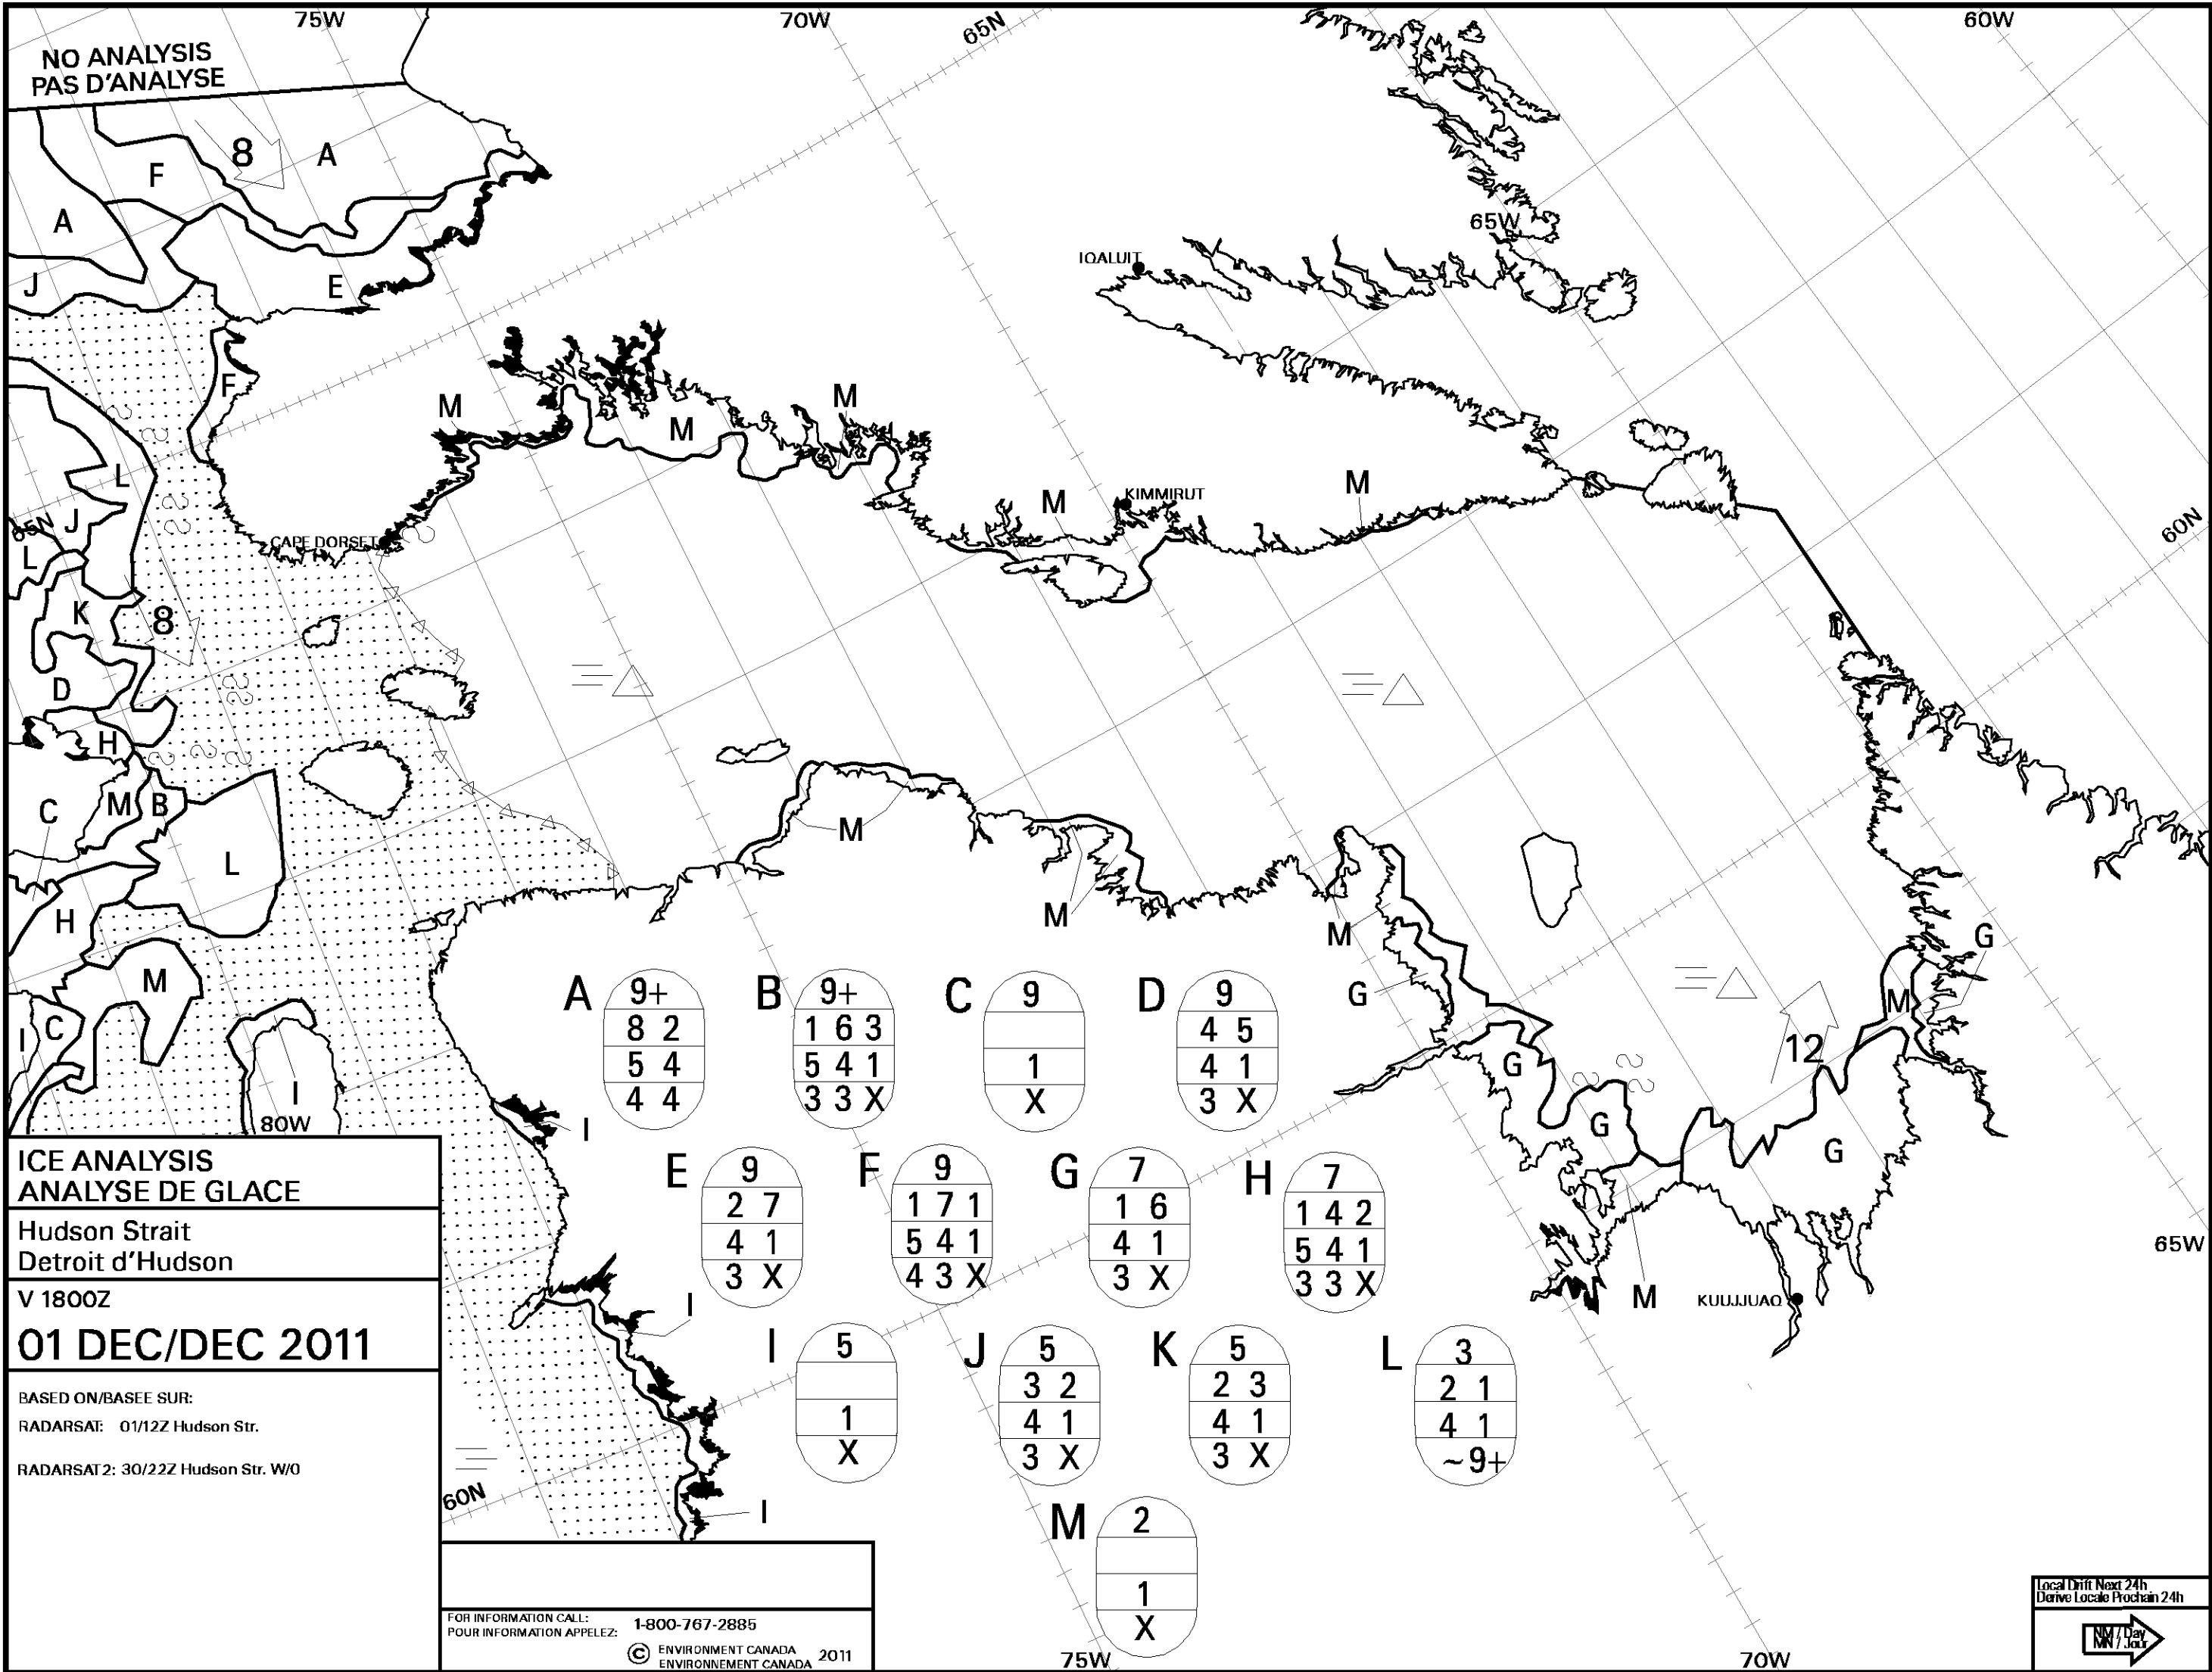 75W
70W
65N
60W
NO ANALYSIS
PAS D'ANALYSE
8
A
F
A
65W
IQALUIT
J
E
F
M
M
M
L
M
KIMMIRUT
M
J
65N
CAPE DORSET
60N
L
K
8
D
H
C
M
B
M
L
M
H
M
G
G
M
M
I
C
G
12
I
80W
G
G
G
I
M
KUUJJUAQ
65W
I
I
60N
A
9+
8 2
5 4
4 4
B
9+
1 6 3
5 4 1
3 3 X
C
9
1
X
D
9
4 5
4 1
3 X
E
9
2 7
4 1
3 X
F
9
1 7 1
5 4 1
4 3 X
G
7
1 6
4 1
3 X
H
7
1 4 2
5 4 1
3 3 X
I
5
1
X
J
5
3 2
4 1
3 X
K
5
2 3
4 1
3 X
L
3
2 1
4 1
~9+
M
2
1
X
ICE ANALYSIS
ANALYSE DE GLACE
Hudson Strait
Detroit d'Hudson
V 1800Z
01 DEC/DEC 2011
BASED ON/BASEE SUR:
RADARSAT: 01/12Z Hudson Str.
RADARSAT2: 30/22Z Hudson Str. W/O
FOR INFORMATION CALL:
POUR INFORMATION APPELEZ:
1-800-767-2885
© ENVIRONMENT CANADA
ENVIRONNEMENT CANADA 2011
75W
70W
Local Drift Next 24h
Derive Locale Prochain 24h
NM / Day
MN / Jour